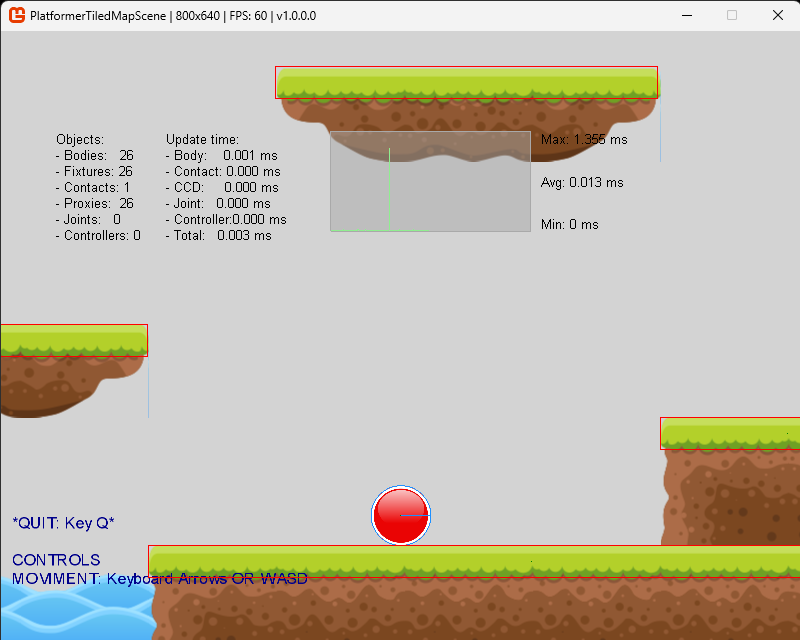 PlatformerTiledMapScene | 800x640 | FPS: 60 | v1.0.0.0
Objects:
- Bodies: 26
- Fixtures: 26
- Contacts: 1
- Proxies: 26
- Joints: 0
- Controllers: 0
Update time:
- Body: 0.001 ms
- Contact: 0.000 ms
- CCD: 0.000 ms
- Joint: 0.000 ms
- Controller:0.000 ms
- Total: 0.003 ms
Max: 1.355 ms
Avg: 0.013 ms
Min: 0 ms
*QUIT: Key Q*
CONTROLS
MOVMENT: Keyboard Arrows OR WASD